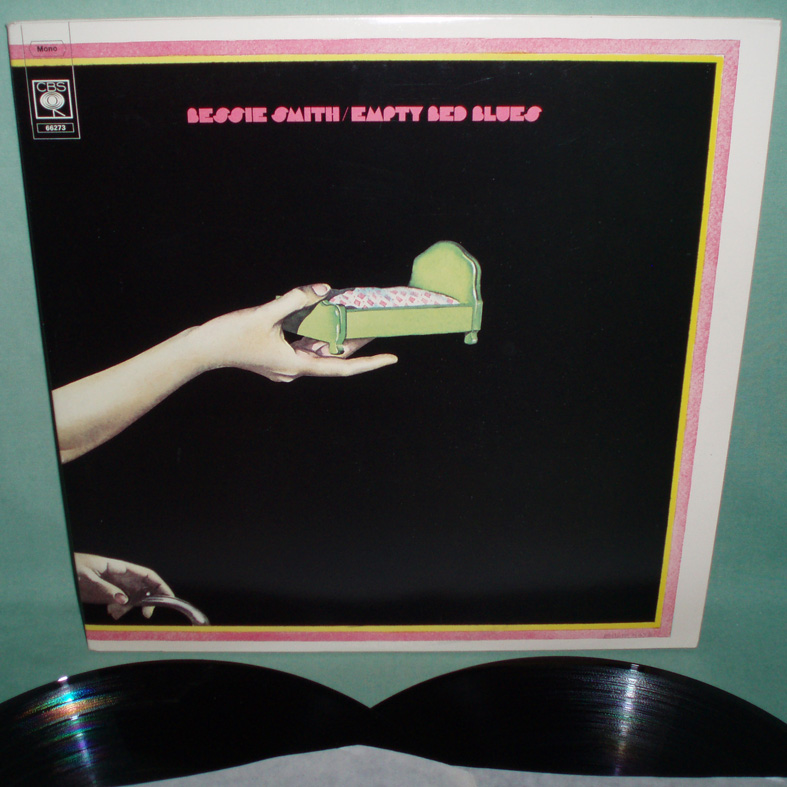 Mono
CBS
66273
BESSIE SMITH/EMPTY BED BLUES